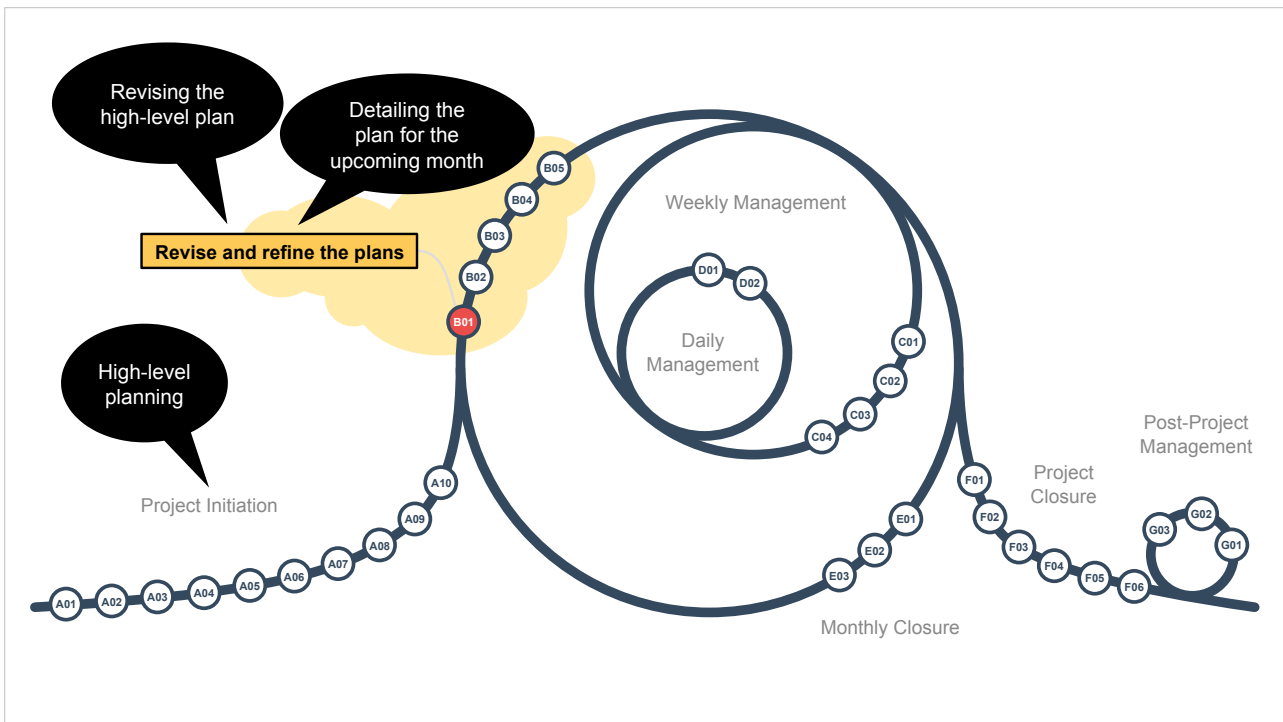 Revising the
high-level plan
Detailing the
plan for the
upcoming month
B05
B04
B03
B02
B01
Revise and refine the plans
Weekly Management
D01
D02
Daily
Management
C01
C02
C03
C04
High-level
planning
Project Initiation
A01
A02
A03
A04
A05
A06
A07
A08
A09
A10
E01
E02
E03
Monthly Closure
F01
F02
F03
F04
F05
F06
Project
Closure
Post-Project
Management
G03
G02
G01